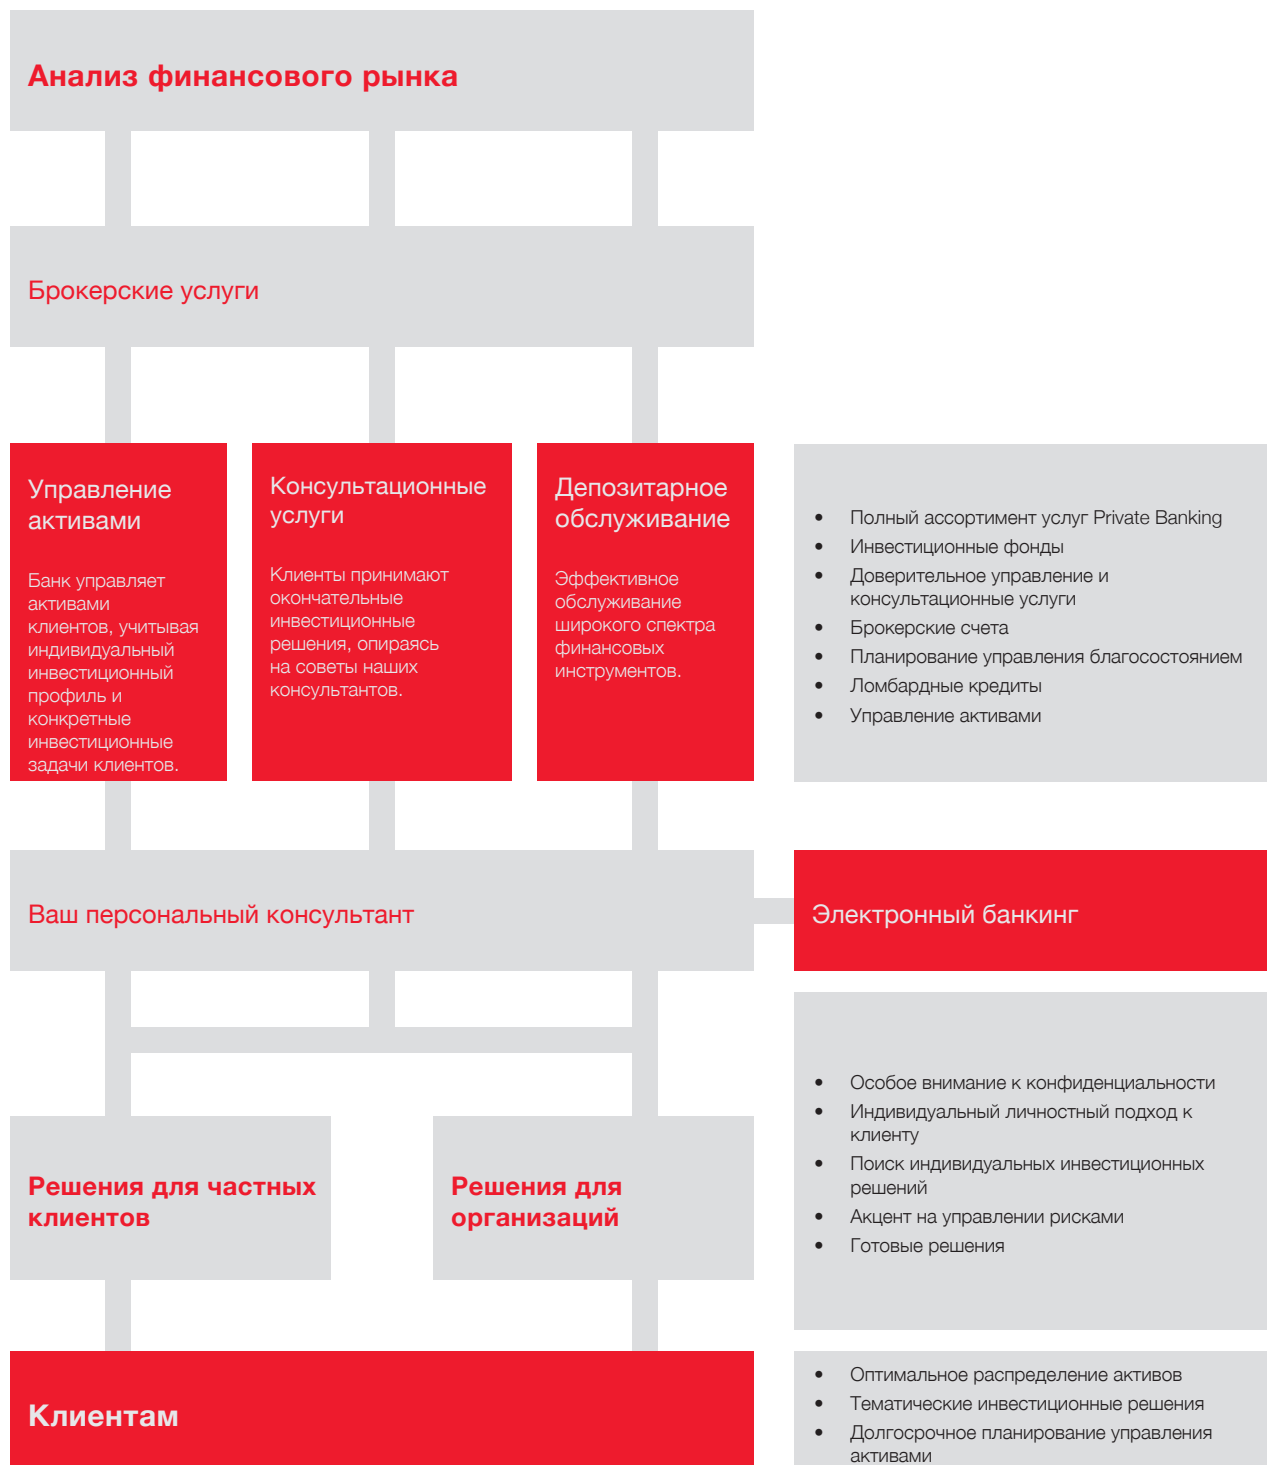 Анализ финансового рынка
Брокерские услуги
Управление
активами
Банк управляет
активами
клиентов, учитывая
индивидуальный
инвестиционный
профиль и
конкретные
инвестиционные
задачи клиентов.
Консультационные
услуги
Клиенты принимают
окончательные
инвестиционные
решения, опираясь
на советы наших
консультантов.
Депозитарное
обслуживание
Эффективное
обслуживание
широкого спектра
финансовых
инструментов.
• Полный ассортимент услуг Private Banking
• Инвестиционные фонды
• Доверительное управление и
консультационные услуги
• Брокерские счета
• Планирование управления благосостоянием
• Ломбардные кредиты
• Управление активами
Ваш персональный консультант
Электронный банкинг
• Особое внимание к конфиденциальности
• Индивидуальный личностный подход к
клиенту
• Поиск индивидуальных инвестиционных
решений
• Акцент на управлении рисками
• Готовые решения
Решения для частных
клиентов
Решения для
организаций
Клиентам
• Оптимальное распределение активов
• Тематические инвестиционные решения
• Долгосрочное планирование управления
активами